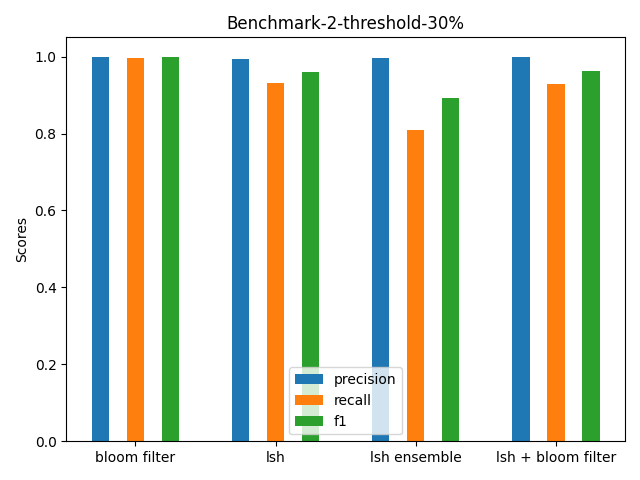 Benchmark-2-threshold-30%
Scores
1.0
0.8
0.6
0.4
0.2
0.0
precision
recall
f1
bloom filter
lsh
lsh ensemble
lsh + bloom filter